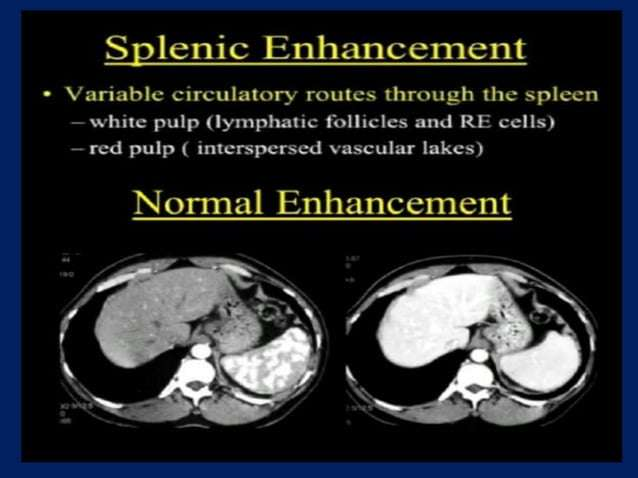 Splenic Enhancement
• Variable circulatory routes through the spleen
– white pulp (lymphatic follicles and RE cells)
– red pulp ( interspersed vascular lakes)
Normal Enhancement